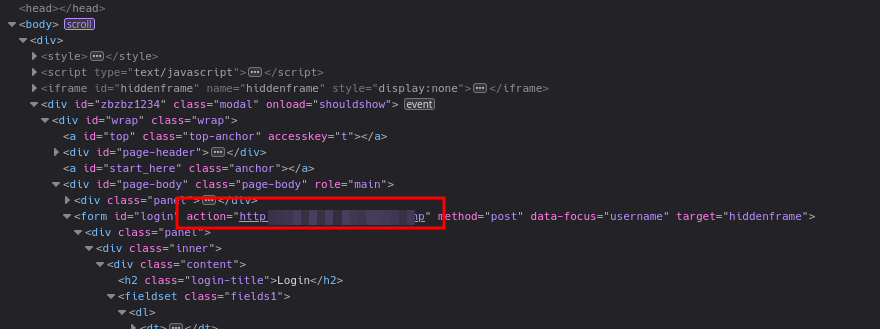 <head></head>
<body> scroll
<div>
<style>…</style>
<script type="text/javascript">…</script>
<iframe id="hiddenframe" name="hiddenframe" style="display:none">…</iframe>
<div id="zbzbz1234" class="modal" onload="shouldshow"> event
<div id="wrap" class="wrap">
<a id="top" class="top-anchor" accesskey="t"></a>
<div id="page-header">…</div>
<a id="start_here" class="anchor"></a>
<div id="page-body" class="page-body" role="main">
<div class="panel">…</div>
<form id="login" action="http method="post" data-focus="username" target="hiddenframe">
<div class="panel">
<div class="inner">
<div class="content">
<h2 class="login-title">Login</h2>
<fieldset class="fields1">
<dl>
<dt>…</dt>